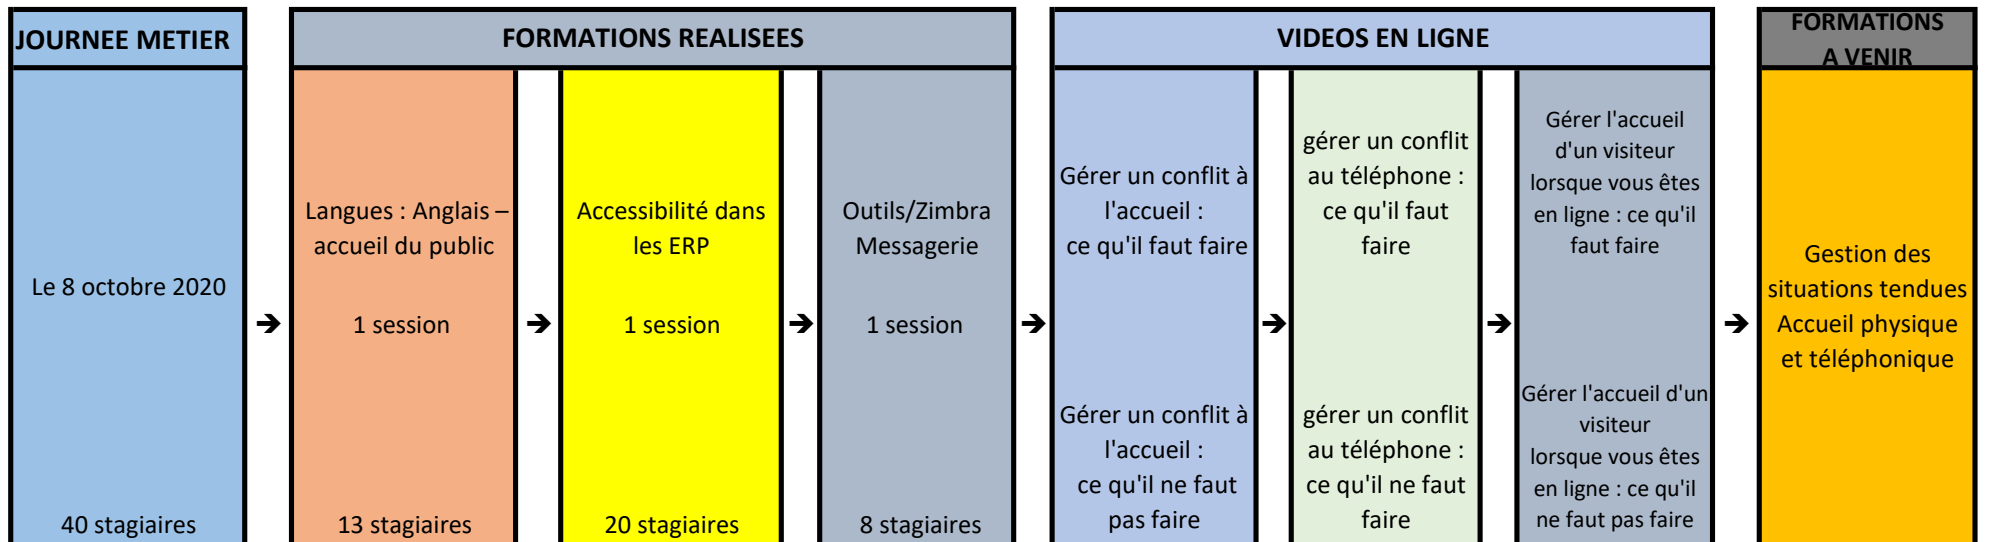 JOURNEE METIER
Le 8 octobre 2020
40 stagiaires
➔
FORMATIONS REALISEES
Langues : Anglais –
accueil du public
1 session
13 stagiaires
➔
Accessibilité dans
les ERP
1 session
20 stagiaires
➔
Outils/Zimbra
Messagerie
1 session
8 stagiaires
➔
VIDEOS EN LIGNE
Gérer un conflit à
l'accueil :
ce qu'il faut faire
Gérer un conflit à
l'accueil :
ce qu'il ne faut
pas faire
➔
gérer un conflit
au téléphone :
ce qu'il faut
faire
gérer un conflit
au téléphone :
ce qu'il ne faut
faire
➔
Gérer l'accueil
d'un visiteur
lorsque vous êtes
en ligne : ce qu'il
faut faire
Gérer l'accueil d'un
visiteur
lorsque vous êtes
en ligne : ce qu'il
ne faut pas faire
➔
FORMATIONS
A VENIR
Gestion des
situations tendues
Accueil physique
et téléphonique